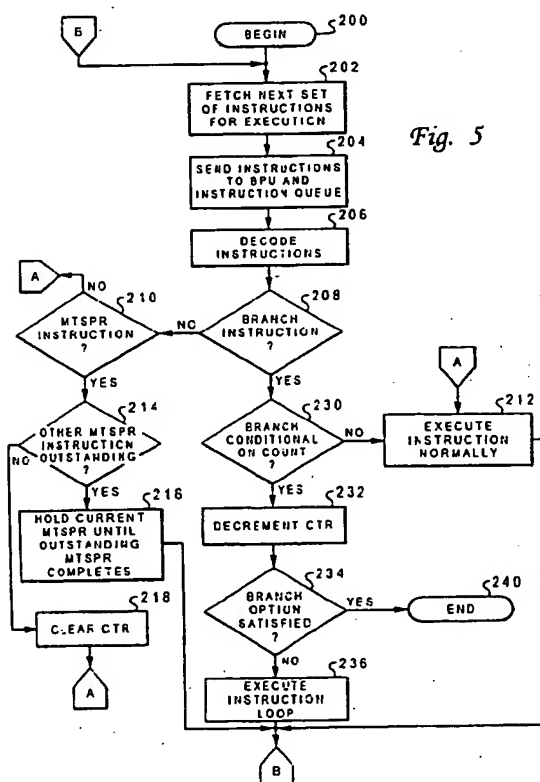 B
BEGIN
200
202
FETCH NEXT SET
OF INSTRUCTIONS
FOR EXECUTION
Fig. 5
204
SEND INSTRUCTIONS
TO BPU AND
INSTRUCTION QUEUE
206
DECODE
INSTRUCTIONS
A
NO
210
208
MTSPR
INSTRUCTION
?
NO
BRANCH
INSTRUCTION
?
YES
YES
A
214
230
212
OTHER MTSPR
INSTRUCTION
OUTSTANDING
?
NO
BRANCH
CONDITIONAL
ON COUNT?
NO
EXECUTE
INSTRUCTION
NORMALLY
YES
216
YES
232
HOLD CURRENT
MTSPR UNTIL
OUTSTANDING
MTSPR
COMPLETES
DECREMENT CTR
234
240
218
BRANCH
OPTION
SATISFIED
?
YES
END
CLEAR CTR
NO
236
A
EXECUTE
INSTRUCTION
LOOP
B